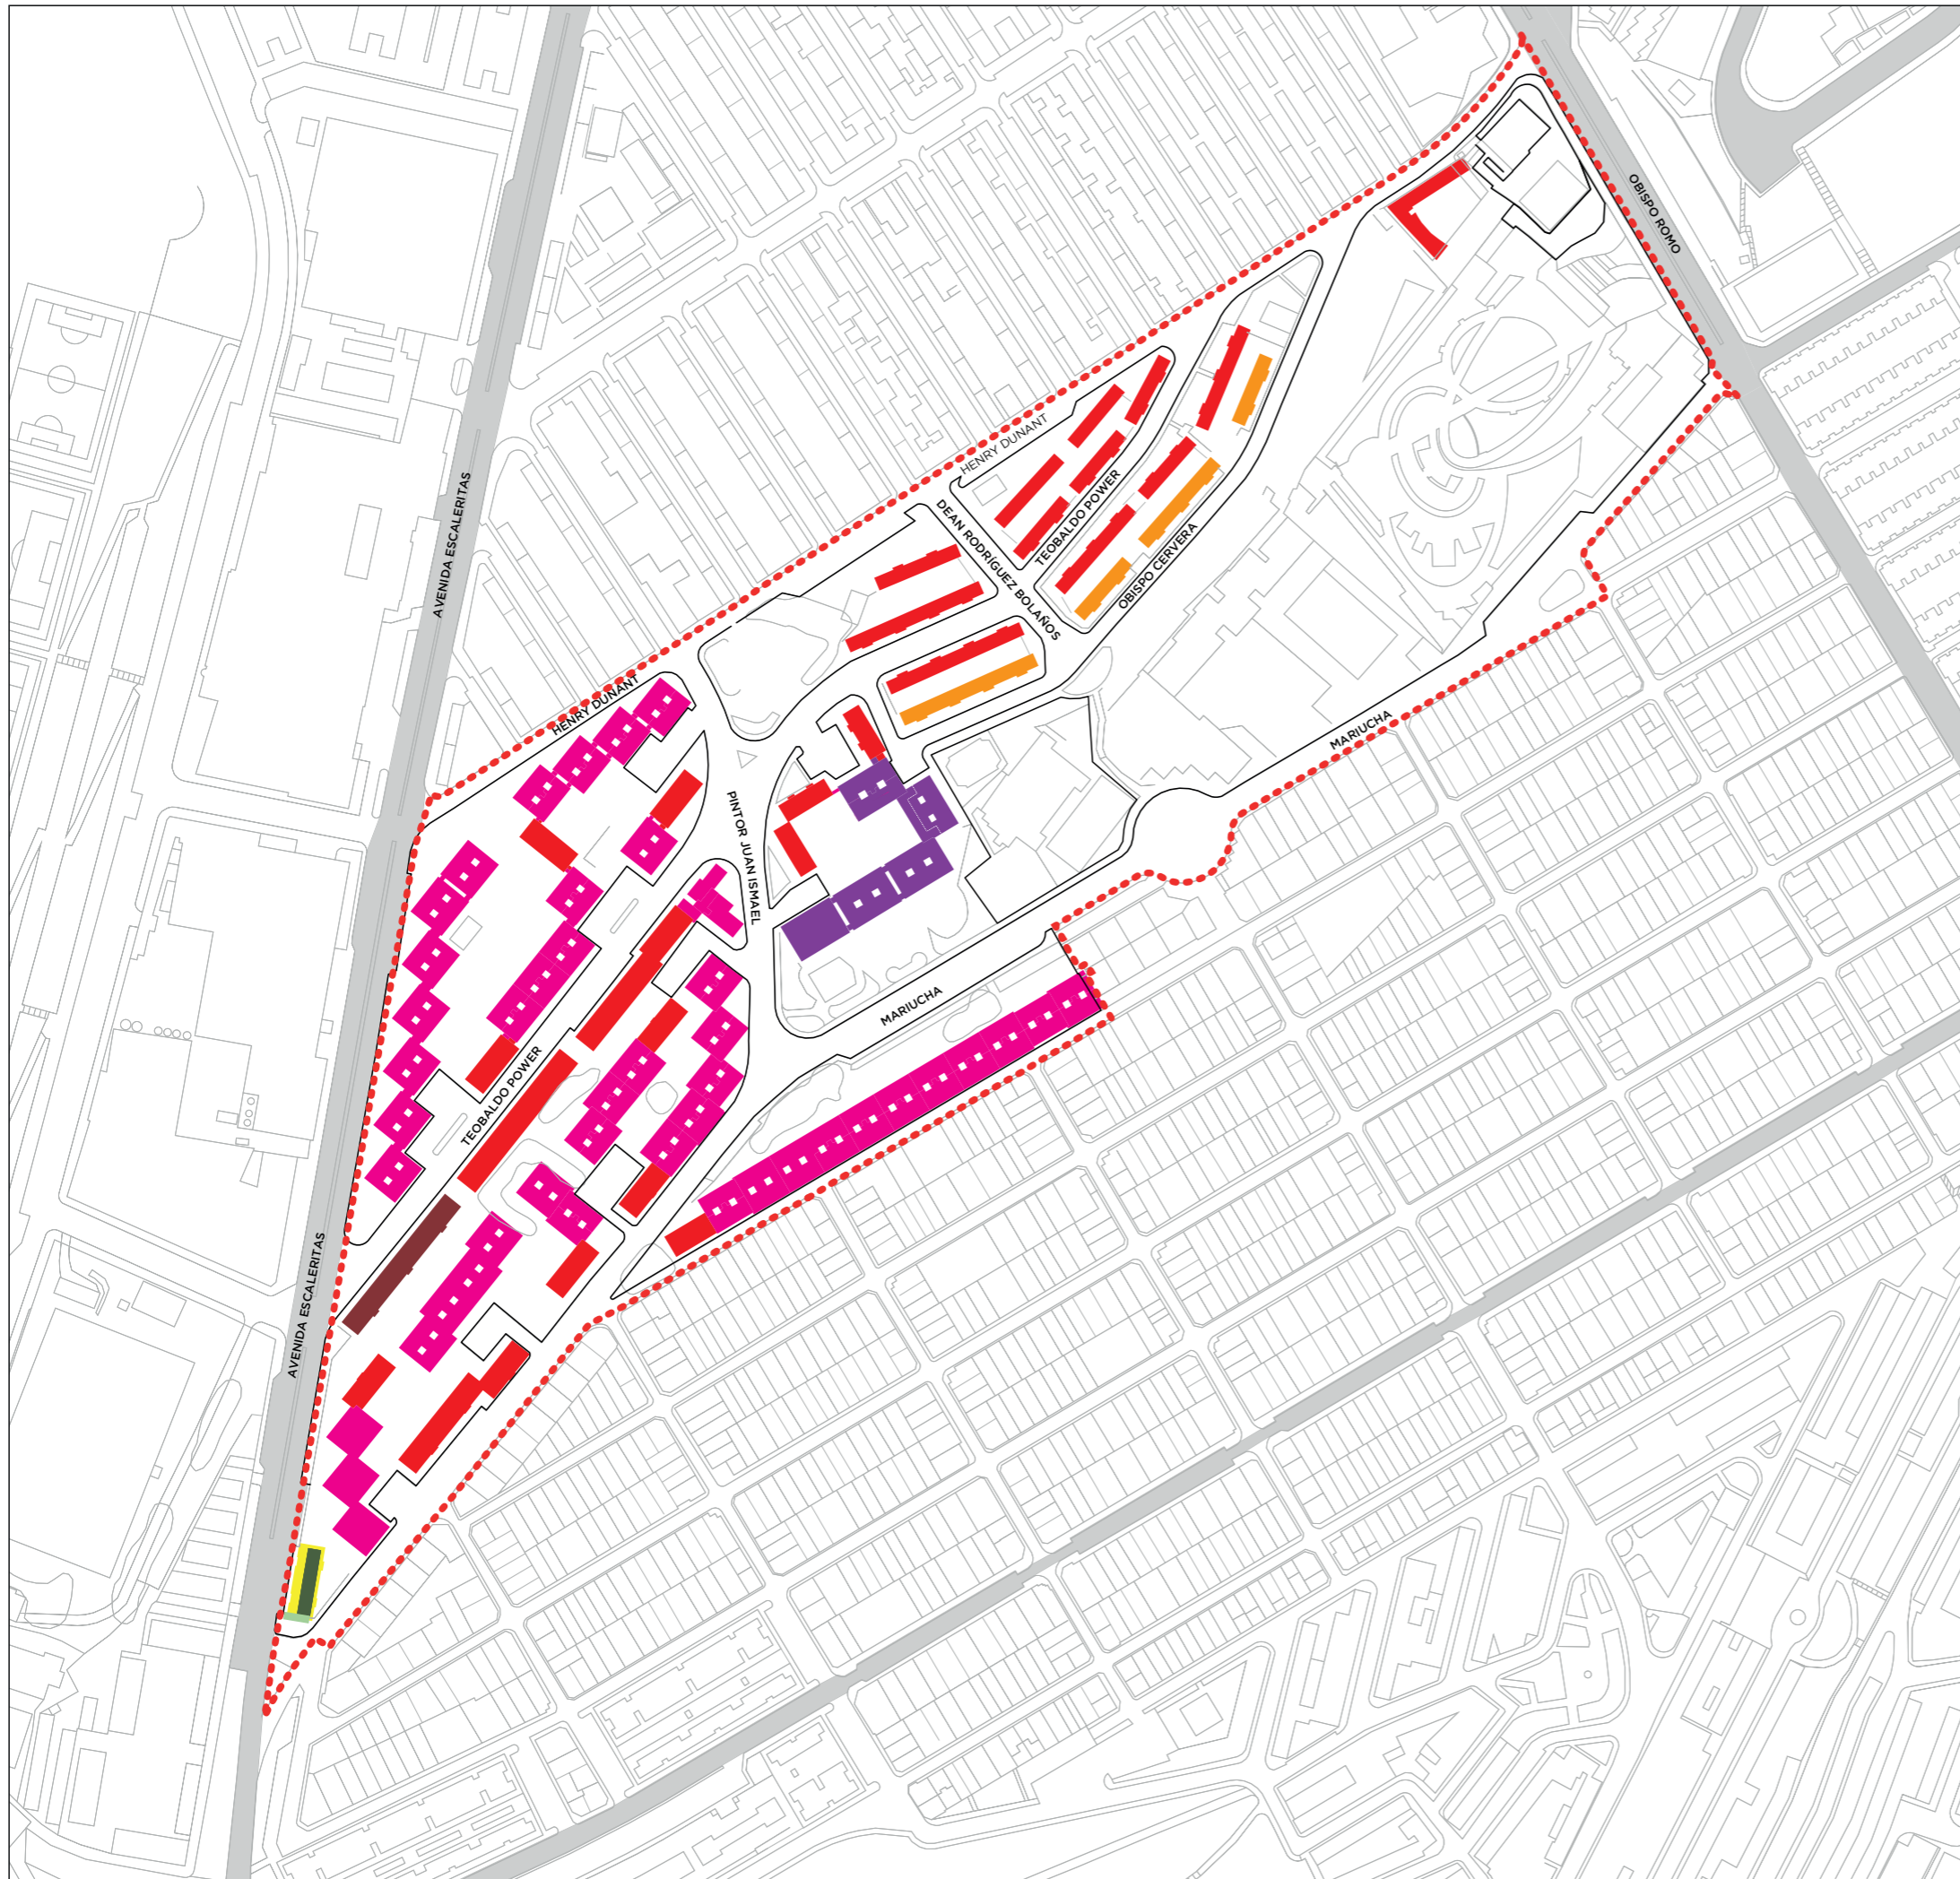 OBISPO ROMO
HENRY DUNANT
AVENIDA ESCALERITAS
TEOBALDO POWER
DEAN RODRÍGUEZ BOLAÑOS
OBISPO CERVERA
HENRY DUNANT
MARIUCHA
PINTOR JUAN ISMAEL
MARIUCHA
TEOBALDO POWER
AVENIDA ESCALERITAS